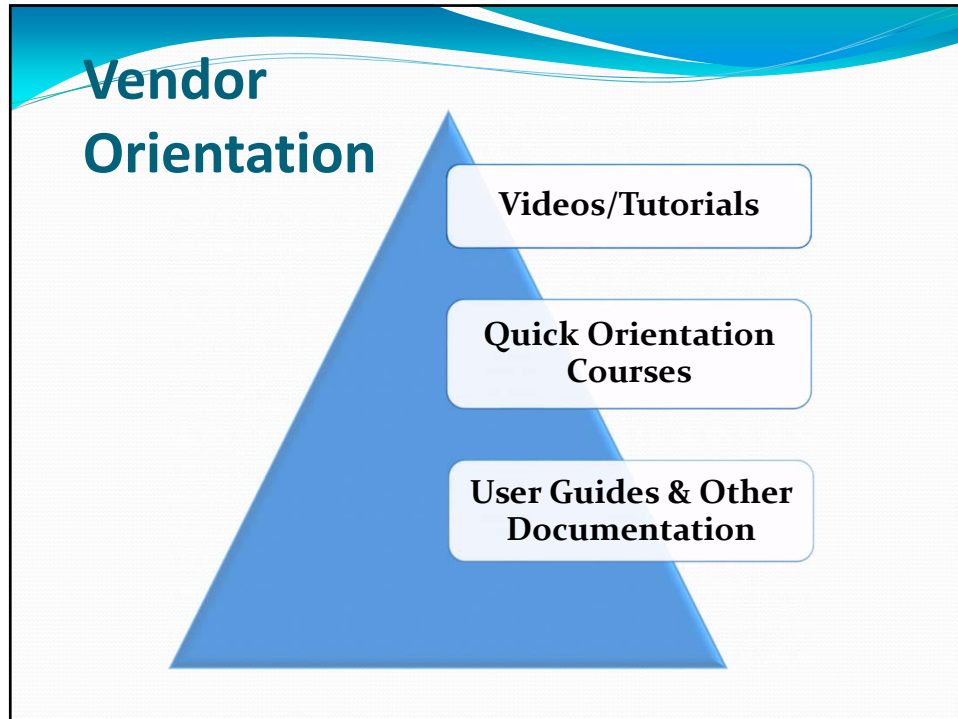 Vendor
Orientation
Videos/Tutorials
Quick Orientation
Courses
User Guides & Other
Documentation